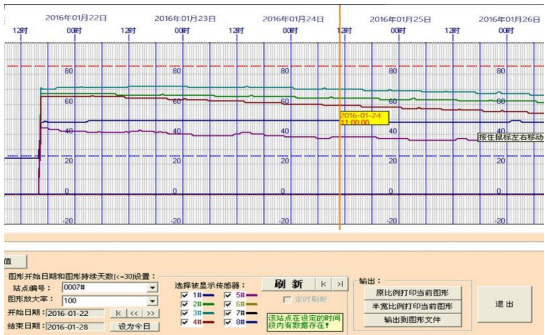 2016年01月22日 2016年01月23日 2016年01月24日 2016年01月25日 2016年01月26日
12时 00时 12时 00时 12时 00时 12时 00时 12时 00时
80 80 80 80 80
60 60 60 60 60
2016-01-24
11:00:00
40 40 40 40 40
按住鼠标左右移动
20 20 20 20 20
0 0 0 0 0
-20 -20 -20 -20 -20
值
图形开始日期和图形持续天数(<=30)设置：
站点编号： 0007#
图形放大率： 100
开始日期： 2016-01-22 K << >>
结束日期： 2016-01-28 设为今日
选择被显示传感器：
1# 5#
2# 6#
3# 7#
4# 8#
刷 新 K >|
定时刷新
该站点在设定的时间
段内有数据存在!
输出：
原比例打印当前图形
半宽比例打印当前图形
输出到图形文件
退 出